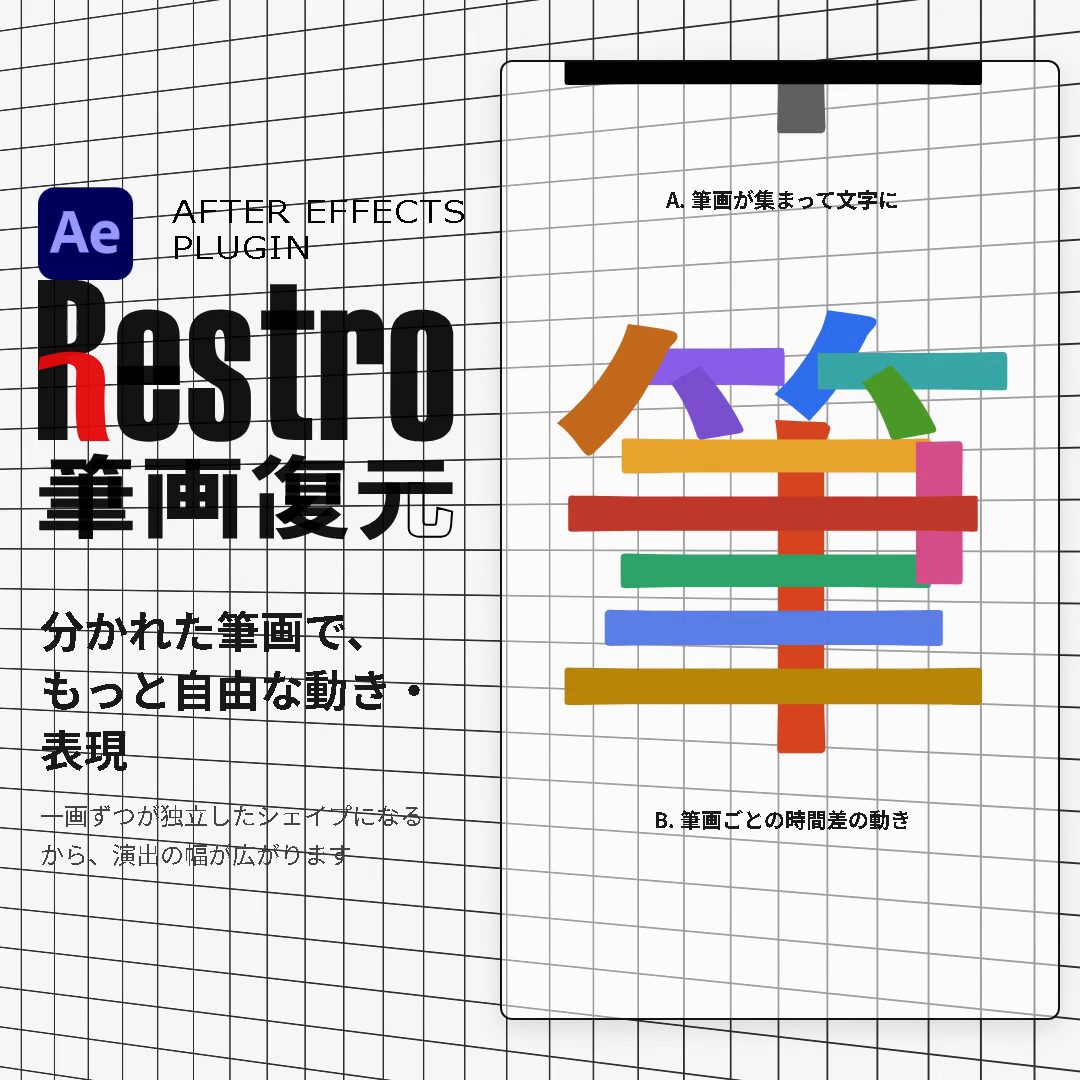 Ae
AFTER EFFECTS
PLUGIN
Restro
筆画復元
分かれた筆画で、
もっと自由な動き・
表現
一画ずつが独立したシェイプになる
から、演出の幅が広がります
A. 筆画が集まって文字に
筆
B. 筆画ごとの時間差の動き